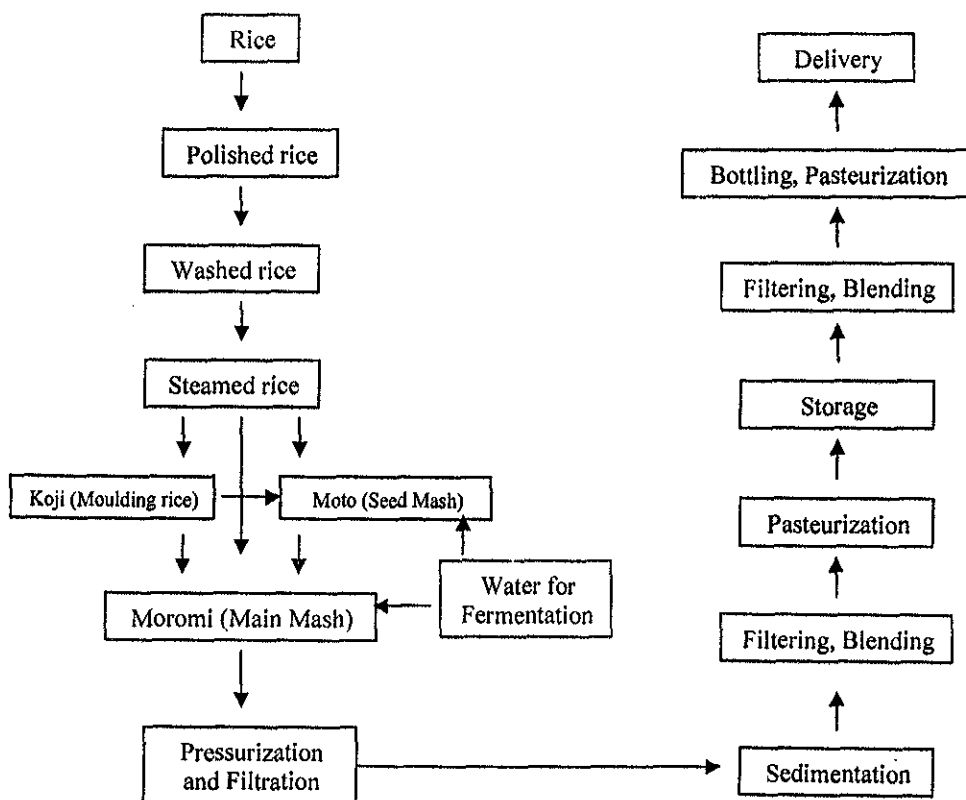 Rice
Polished rice
Washed rice
Steamed rice
Koji (Moulding rice)
Moto (Seed Mash)
Water for
Fermentation
Moromi (Main Mash)
Pressurization
and Filtration
Delivery
Bottling, Pasteurization
Filtering, Blending
Storage
Pasteurization
Filtering, Blending
Sedimentation